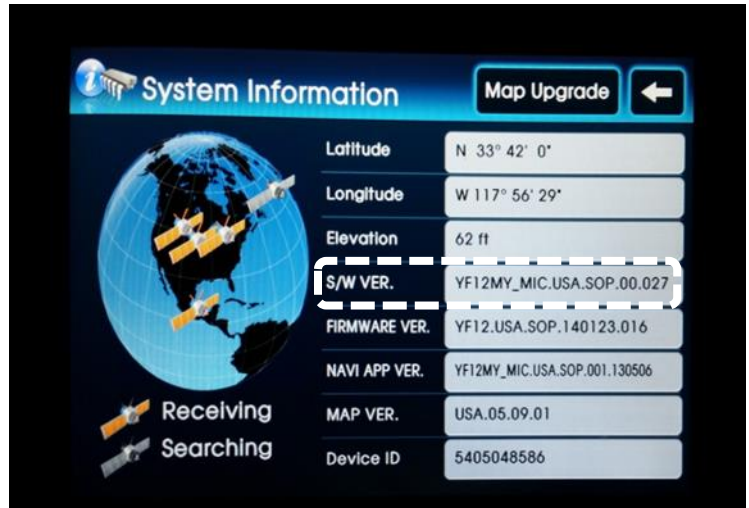 System Information
Map Upgrade
Latitude N 33° 42' 0"
Longitude W 117° 56' 29"
Elevation 62 ft
S/W VER. YF12MY_MIC.USA.SOP.00.027
FIRMWARE VER. YF12.USA.SOP.140123.016
NAVI APP VER. YF12MY_MIC.USA.SOP.001.130506
MAP VER. USA.05.09.01
Device ID 5405048586
Receiving
Searching